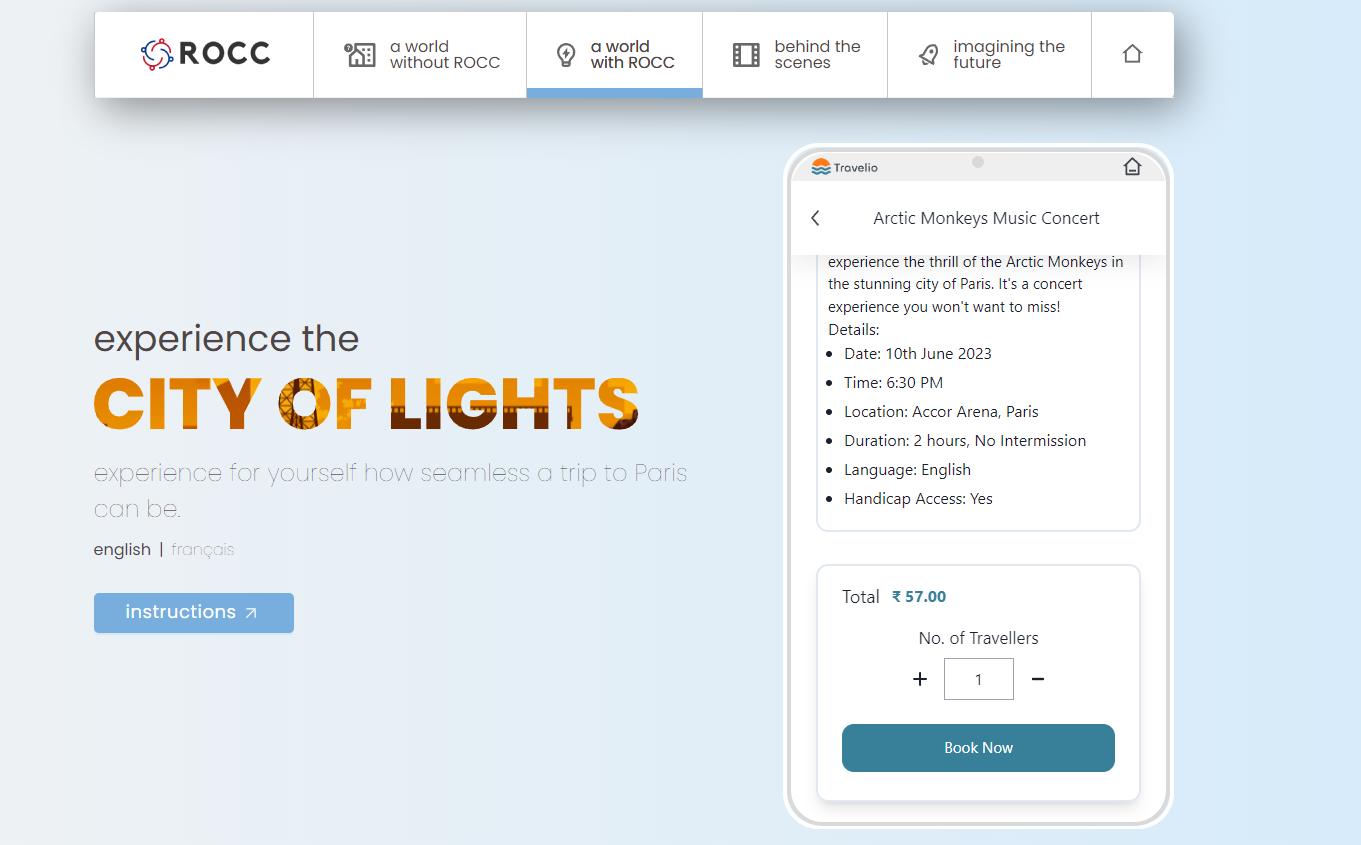 ROCC
a world
without ROCC
a world
with ROCC
behind the
scenes
imagining the
future
experience the
CITY OF LIGHTS
experience for yourself how seamless a trip to Paris
can be.
english | français
instructions
Travelio
Arctic Monkeys Music Concert
experience the thrill of the Arctic Monkeys in
the stunning city of Paris. It's a concert
experience you won't want to miss!
Details:
Date: 10th June 2023
Time: 6:30 PM
Location: Accor Arena, Paris
Duration: 2 hours, No Intermission
Language: English
Handicap Access: Yes
Total ₹ 57.00
No. of Travellers
+ 1 −
Book Now